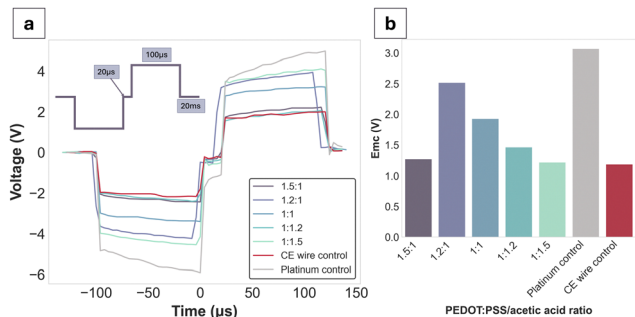 a
100μs
20μs
20ms
Voltage (V)
4
2
0
−2
−4
−6
1.5:1
1.2:1
1:1
1:1.2
1:1.5
CE wire control
Platinum control
−100
−50
0
50
100
150
Time (μs)
b
Emc (V)
3.0
2.5
2.0
1.5
1.0
0.5
0.0
1.5:1
1.2:1
1:1
1:1.2
1:1.5
Platinum control
CE wire control
PEDOT:PSS/acetic acid ratio